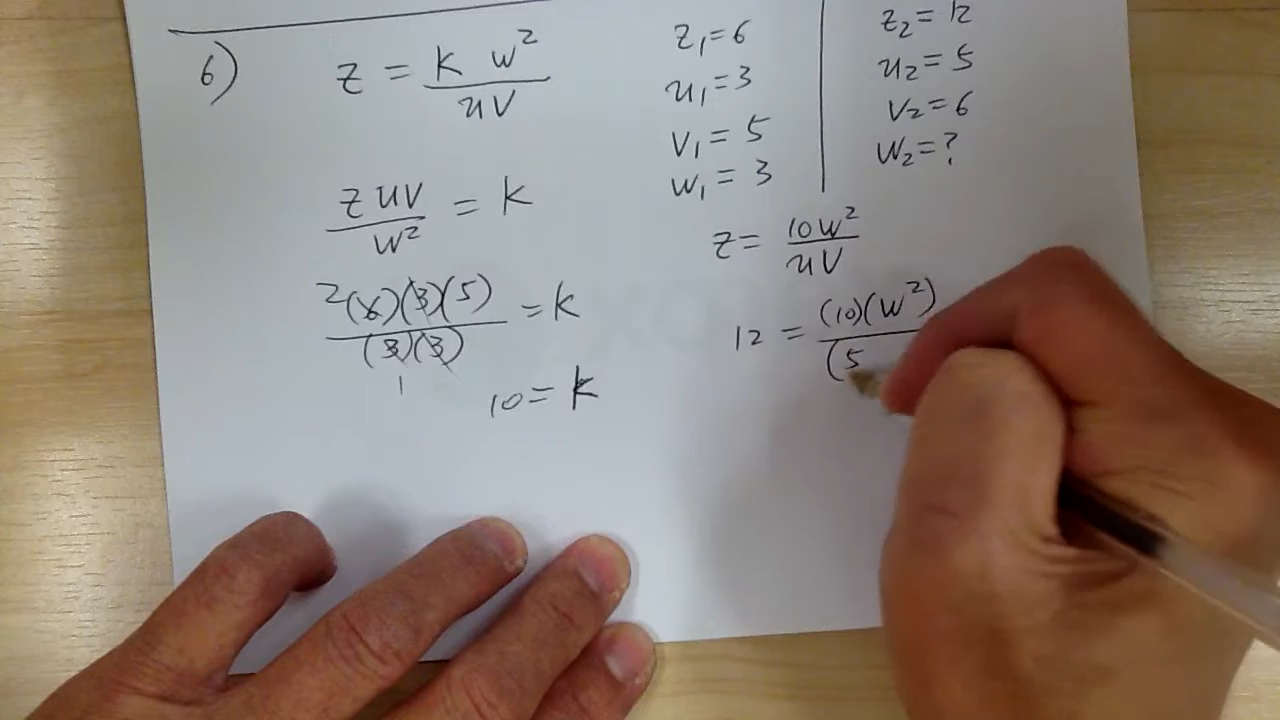 6)
z = k w² / uv
z₁ = 6
u₁ = 3
v₁ = 5
w₁ = 3
z₂ = 12
u₂ = 5
v₂ = 6
w₂ = ?
zuv / w² = k
2 (6)(3)(5) / (3)(3) = k
1
10 = k
z = 10w² / uv
12 = (10)(w²) / (5